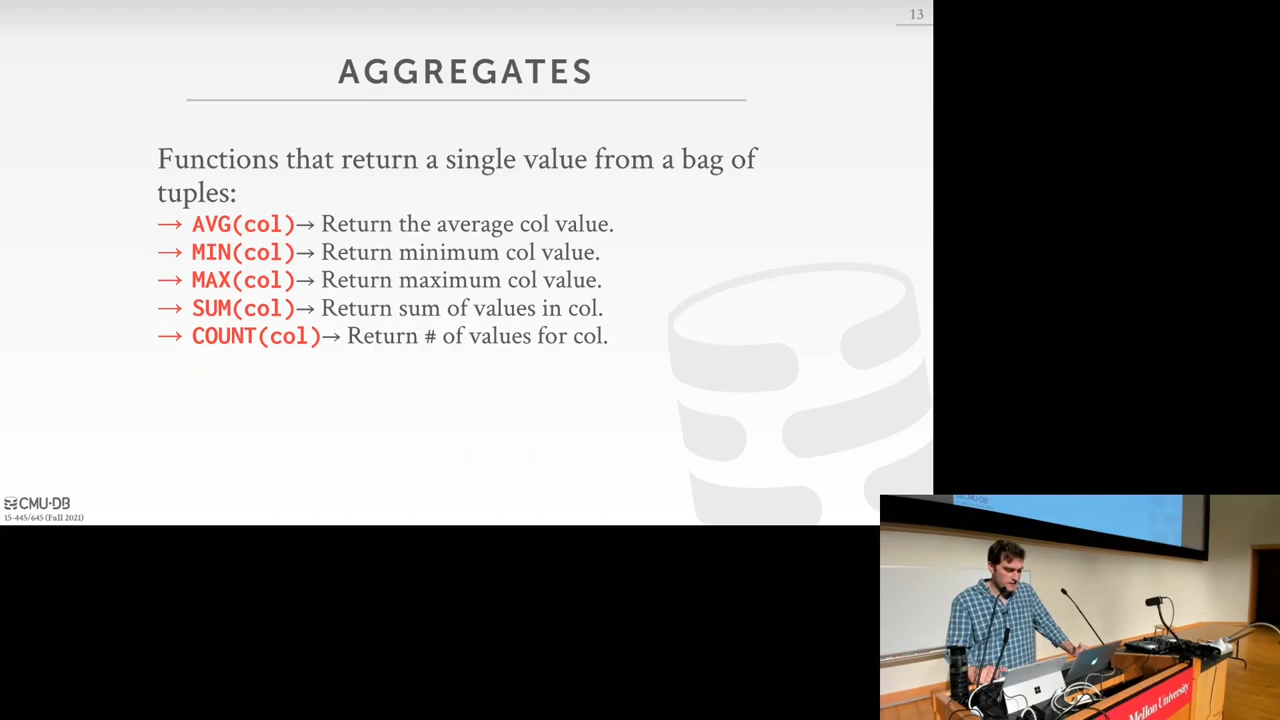 13
AGGREGATES
Functions that return a single value from a bag of
tuples:
→ AVG(col)→ Return the average col value.
→ MIN(col)→ Return minimum col value.
→ MAX(col)→ Return maximum col value.
→ SUM(col)→ Return sum of values in col.
→ COUNT(col)→ Return # of values for col.
CMU·DB
15-445/645 (Fall 2021)
Mellon University